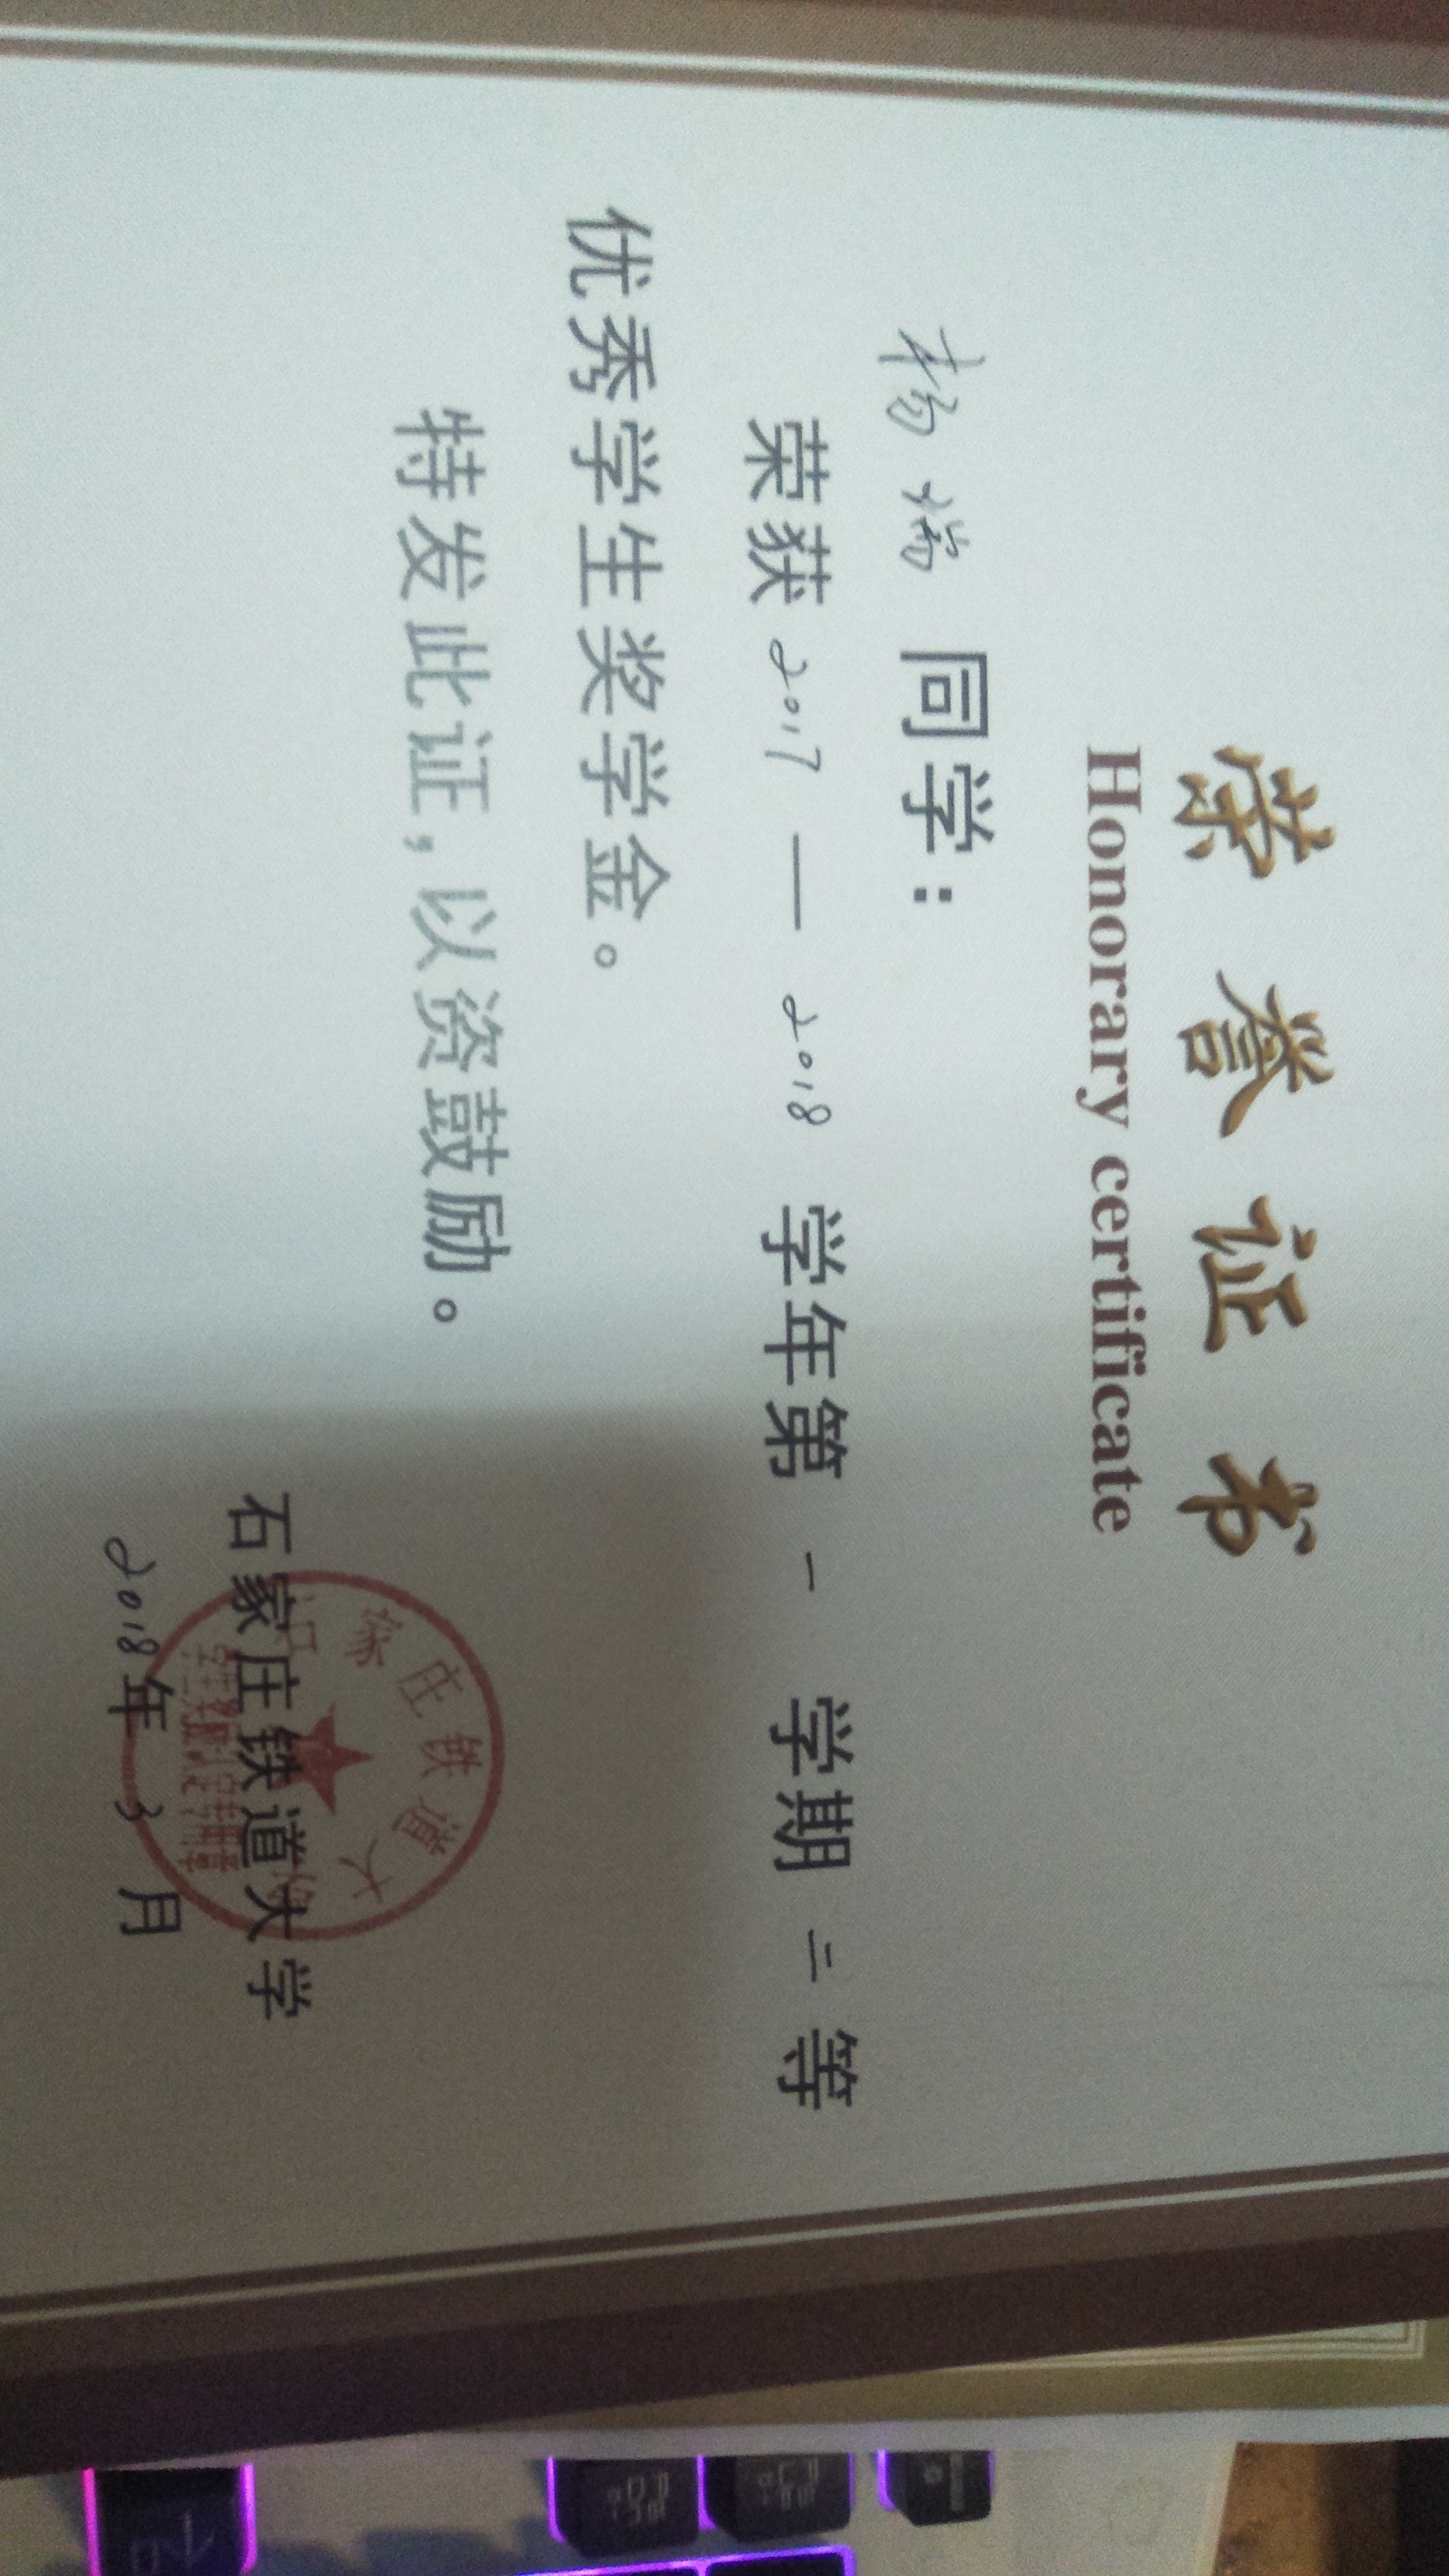 荣誉证书
Honorary certificate
杨瑞 同学：
荣获 2017 — 2018 学年第 一 学期 二 等
优秀学生奖学金。
特发此证，以资鼓励。
石家庄铁道大学
石家庄铁道大学
学生奖励认定专用章
2018 年 3 月